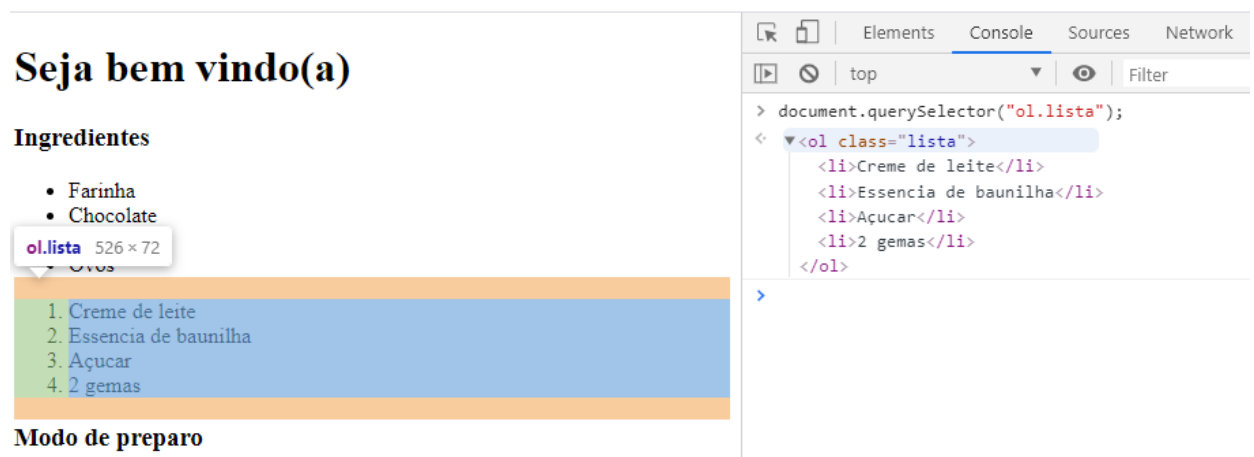 Seja bem vindo(a)
Ingredientes
• Farinha
• Chocolate
ol.lista 526 × 72
Ovos
1. Creme de leite
2. Essencia de baunilha
3. Açucar
4. 2 gemas
Modo de preparo
Elements Console Sources Network
top Filter
> document.querySelector("ol.lista");
<ol class="lista">
<li>Creme de leite</li>
<li>Essencia de baunilha</li>
<li>Açucar</li>
<li>2 gemas</li>
</ol>
>